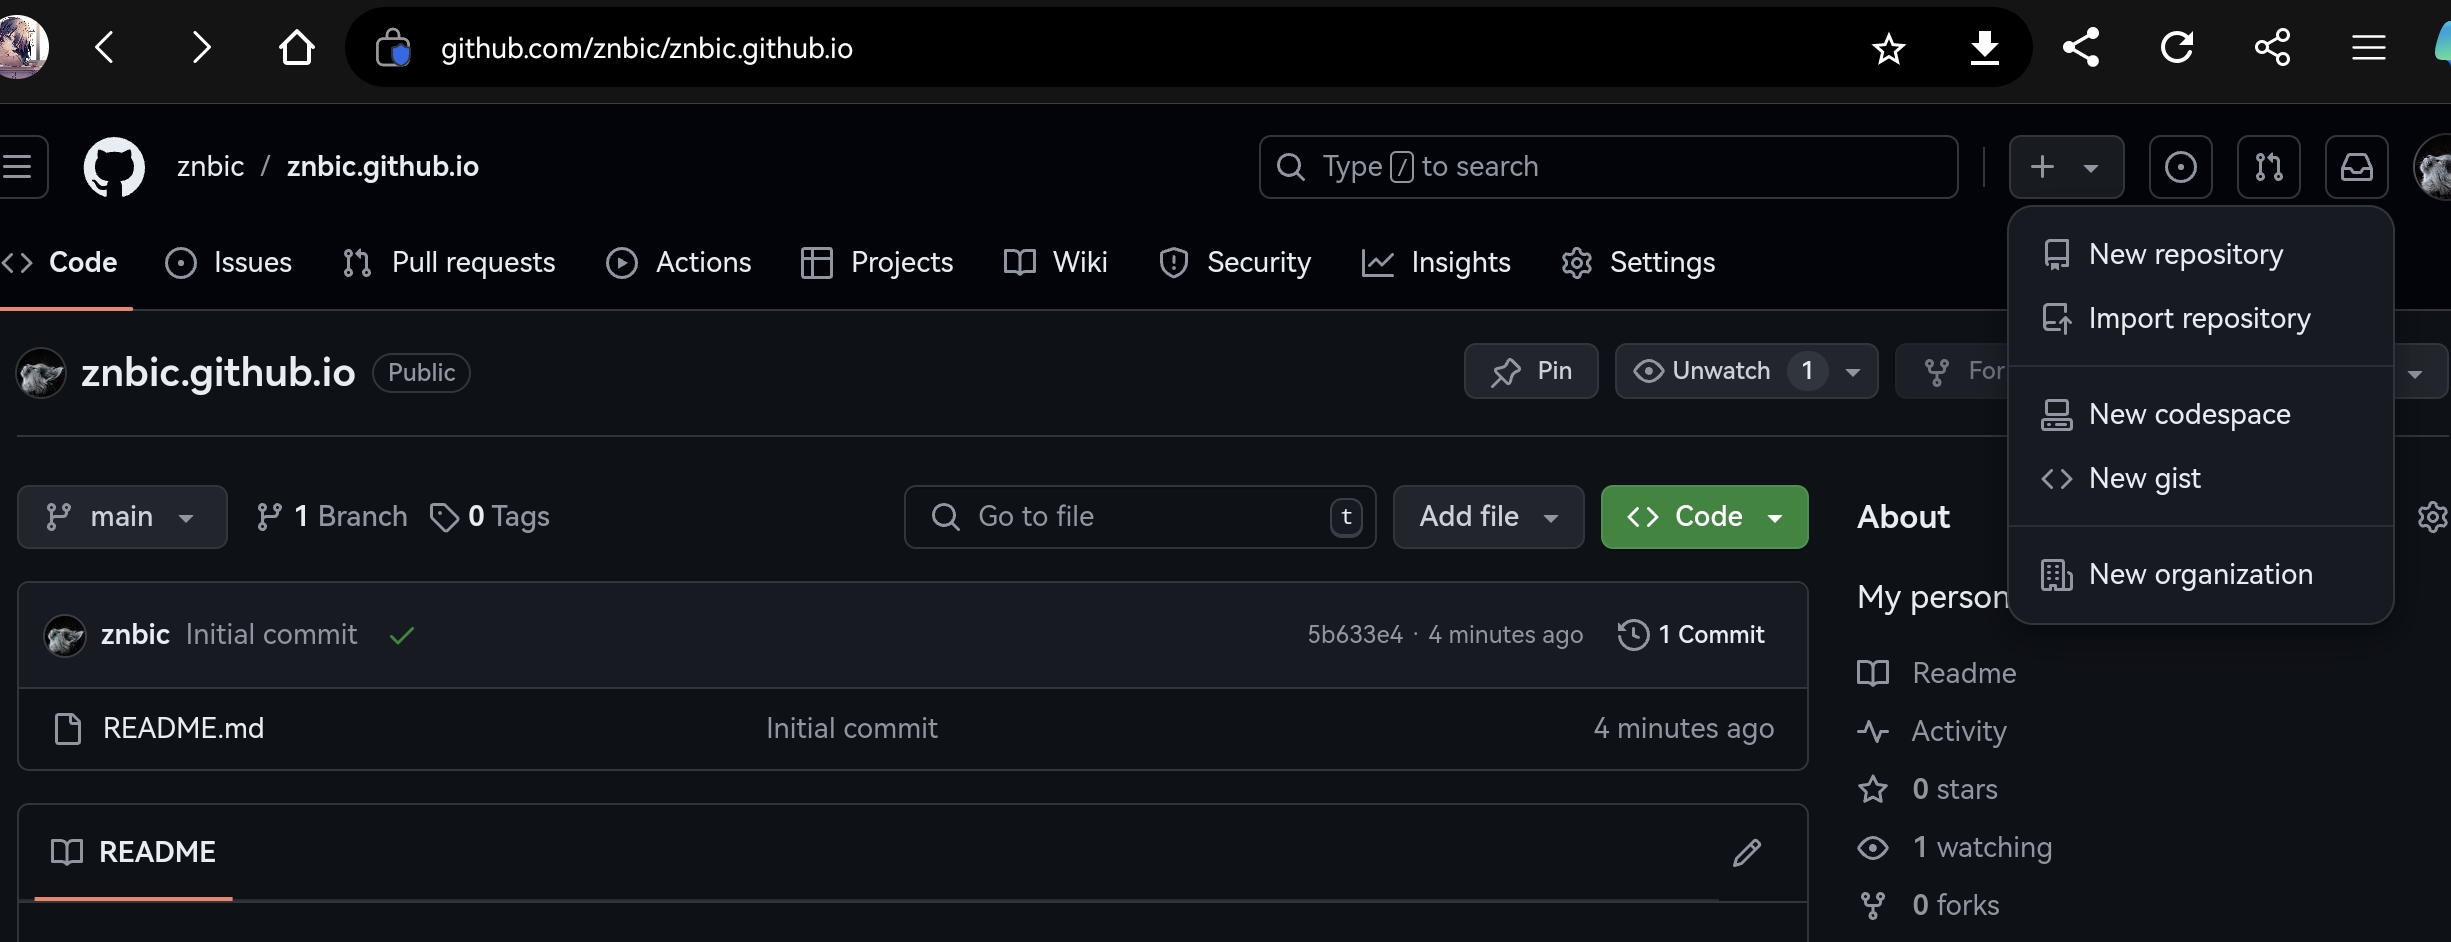 github.com/znbic/znbic.github.io
znbic / znbic.github.io
Type / to search
Code Issues Pull requests Actions Projects Wiki Security Insights Settings
New repository
Import repository
New codespace
New gist
New organization
znbic.github.io Public
Pin Unwatch 1 For
main 1 Branch 0 Tags Go to file t Add file Code
znbic Initial commit 5b633e4 · 4 minutes ago 1 Commit
README.md Initial commit 4 minutes ago
README
About
My person
Readme
Activity
0 stars
1 watching
0 forks